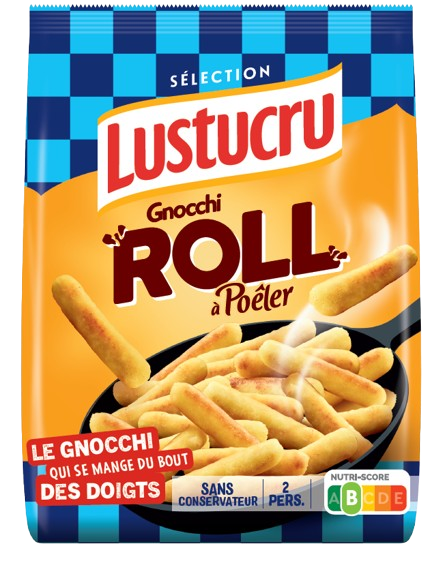 SÉLECTION
Lustucru
Gnocchi
ROLL
à Poêler
LE GNOCCHI
QUI SE MANGE DU BOUT
DES DOIGTS
SANS
CONSERVATEUR
2
PERS.
NUTRI-SCORE
A B C D E